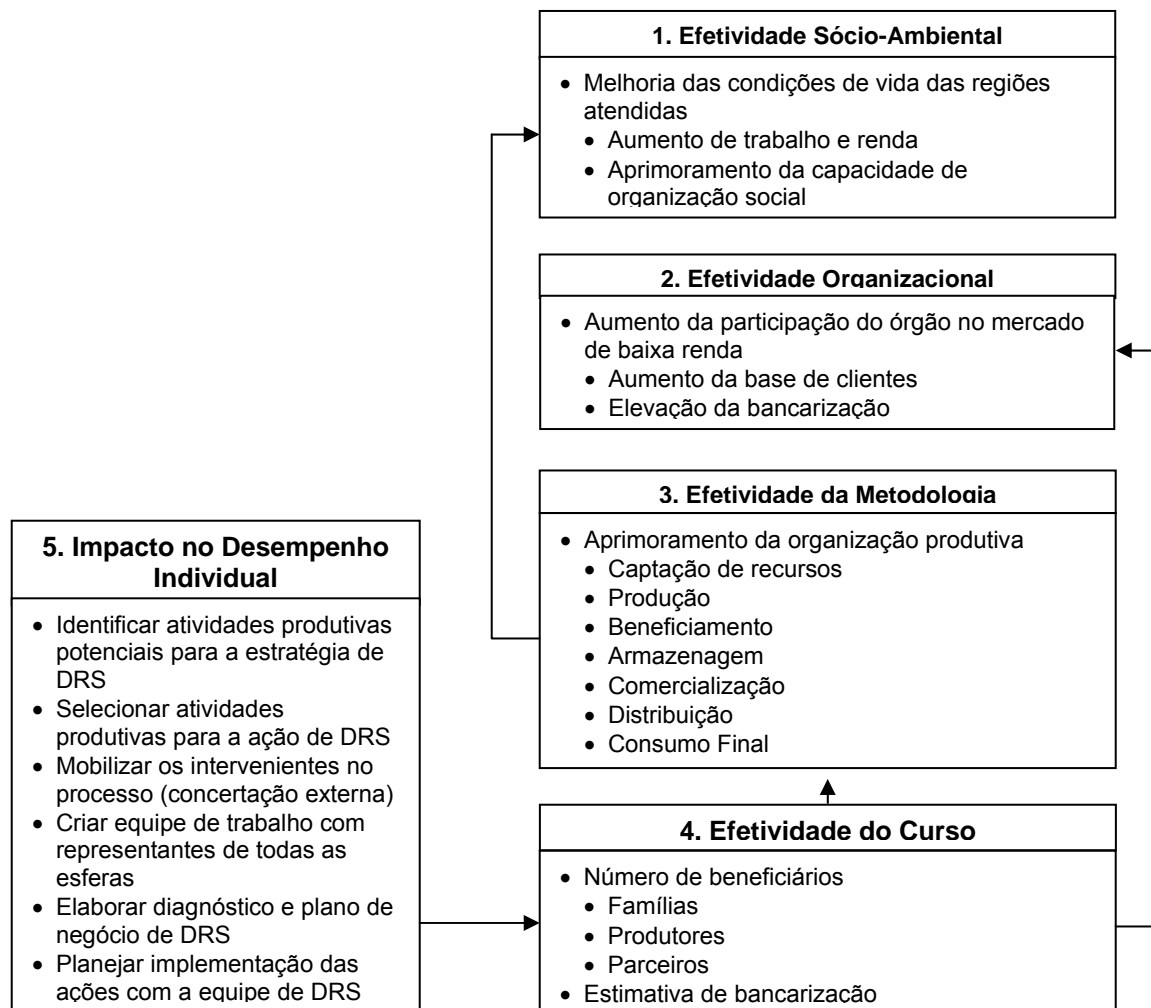 1. Efetividade Sócio-Ambiental
• Melhoria das condições de vida das regiões
atendidas
• Aumento de trabalho e renda
• Aprimoramento da capacidade de
organização social
2. Efetividade Organizacional
• Aumento da participação do órgão no mercado
de baixa renda
• Aumento da base de clientes
• Elevação da bancarização
3. Efetividade da Metodologia
• Aprimoramento da organização produtiva
• Captação de recursos
• Produção
• Beneficiamento
• Armazenagem
• Comercialização
• Distribuição
• Consumo Final
4. Efetividade do Curso
• Número de beneficiários
• Famílias
• Produtores
• Parceiros
• Estimativa de bancarização
5. Impacto no Desempenho
Individual
• Identificar atividades produtivas
potenciais para a estratégia de
DRS
• Selecionar atividades
produtivas para a ação de DRS
• Mobilizar os intervenientes no
processo (concertação externa)
• Criar equipe de trabalho com
representantes de todas as
esferas
• Elaborar diagnóstico e plano de
negócio de DRS
• Planejar implementação das
ações com a equipe de DRS